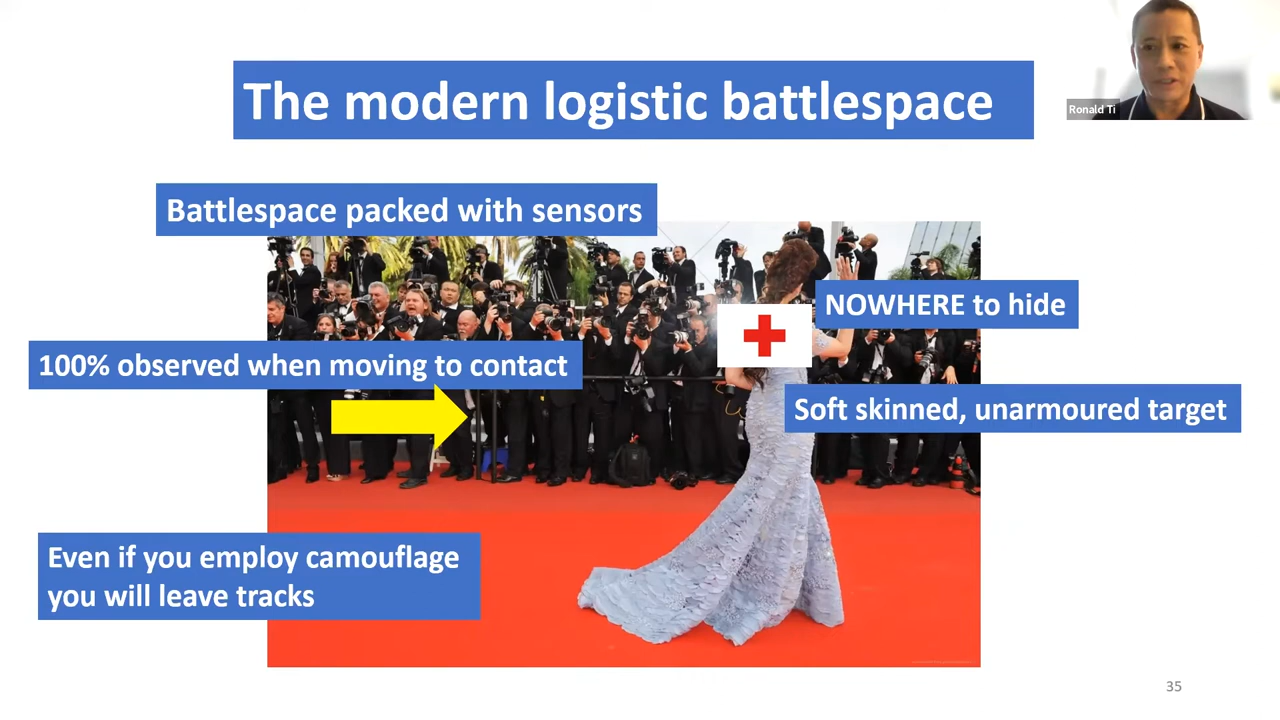 The modern logistic battlespace
Ronald Ti
Battlespace packed with sensors
NOWHERE to hide
100% observed when moving to contact
Soft skinned, unarmoured target
Even if you employ camouflage
you will leave tracks
35